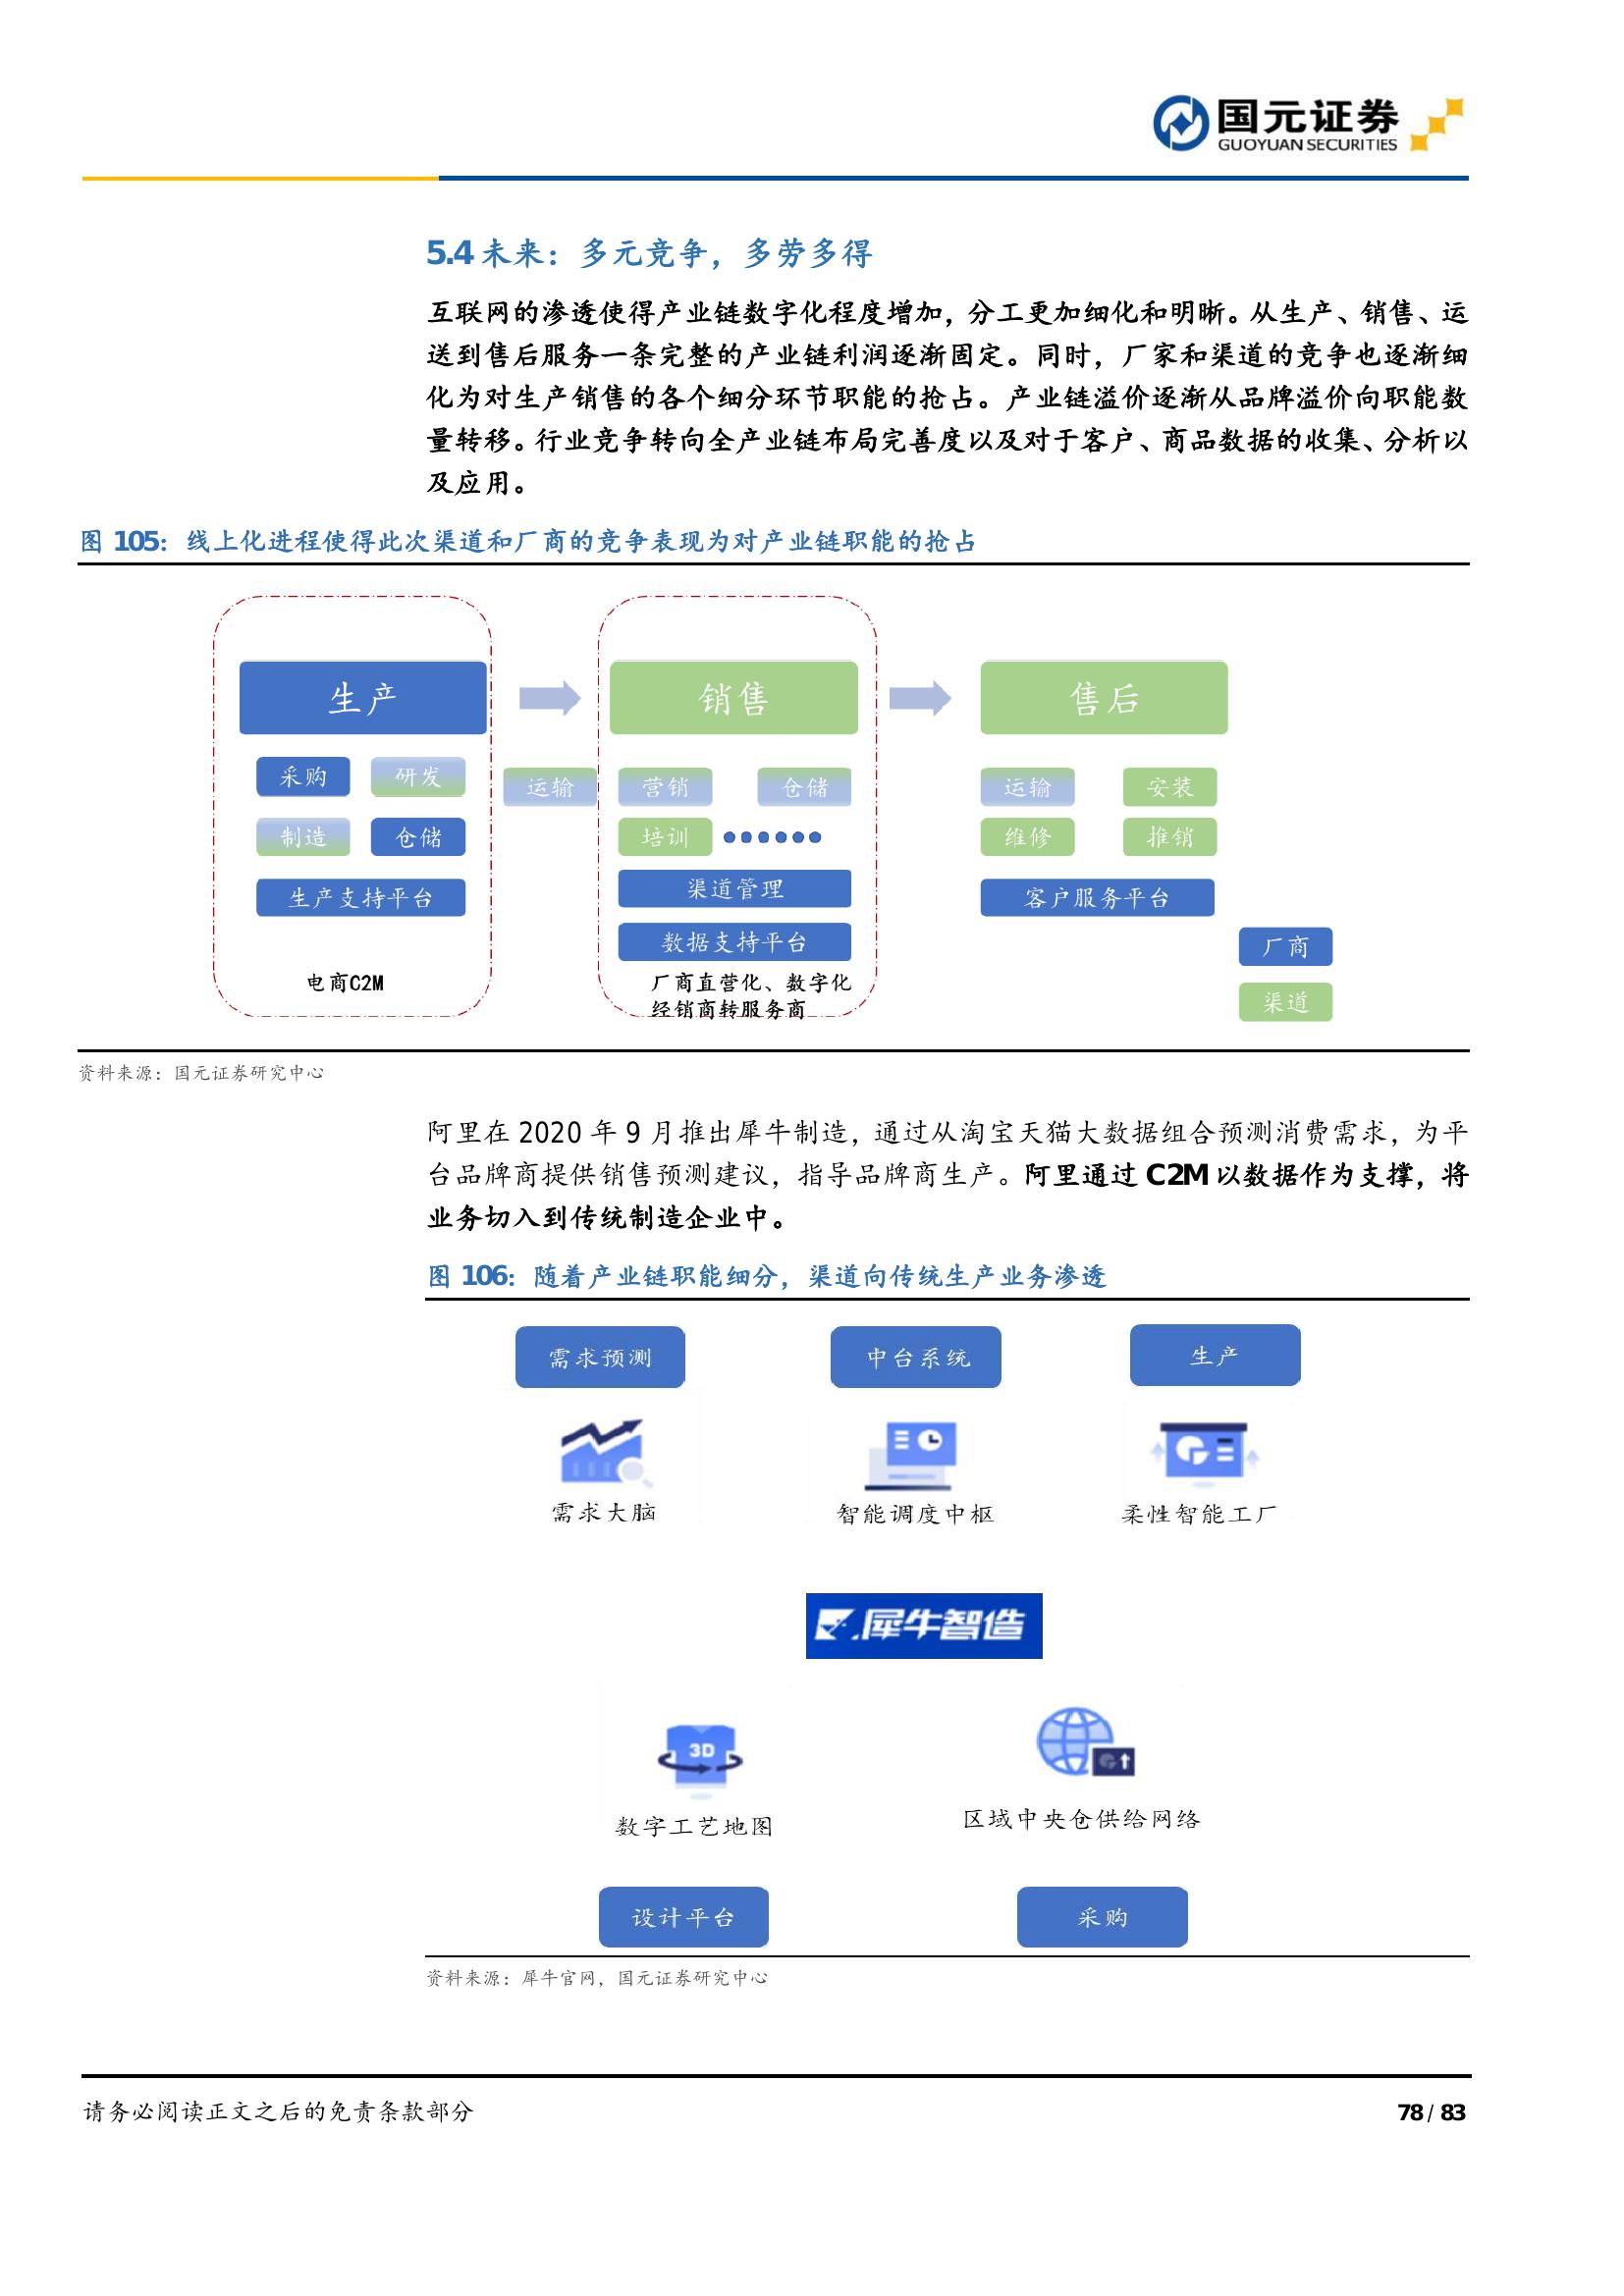 国元证券
GUOYUAN SECURITIES
5.4 未来：多元竞争，多劳多得
互联网的渗透使得产业链数字化程度增加，分工更加细化和明晰。从生产、销售、运
送到售后服务一条完整的产业链利润逐渐固定。同时，厂家和渠道的竞争也逐渐细
化为对生产销售的各个细分环节职能的抢占。产业链溢价逐渐从品牌溢价向职能数
量转移。行业竞争转向全产业链布局完善度以及对于客户、商品数据的收集、分析以
及应用。
图 105：线上化进程使得此次渠道和厂商的竞争表现为对产业链职能的抢占
生产 销售 售后
采购 研发 运输 营销 仓储 运输 安装
制造 仓储 培训 维修 推销
生产支持平台 渠道管理 客户服务平台
数据支持平台
厂商
电商C2M 厂商直营化、数字化
经销商转服务商
渠道
资料来源：国元证券研究中心
阿里在 2020 年 9 月推出犀牛制造，通过从淘宝天猫大数据组合预测消费需求，为平
台品牌商提供销售预测建议，指导品牌商生产。阿里通过 C2M 以数据作为支撑，将
业务切入到传统制造企业中。
图 106：随着产业链职能细分，渠道向传统生产业务渗透
需求预测 中台系统 生产
需求大脑 智能调度中枢 柔性智能工厂
犀牛智造
3D
数字工艺地图 区域中央仓供给网络
设计平台 采购
资料来源：犀牛官网，国元证券研究中心
请务必阅读正文之后的免责条款部分 78 / 83